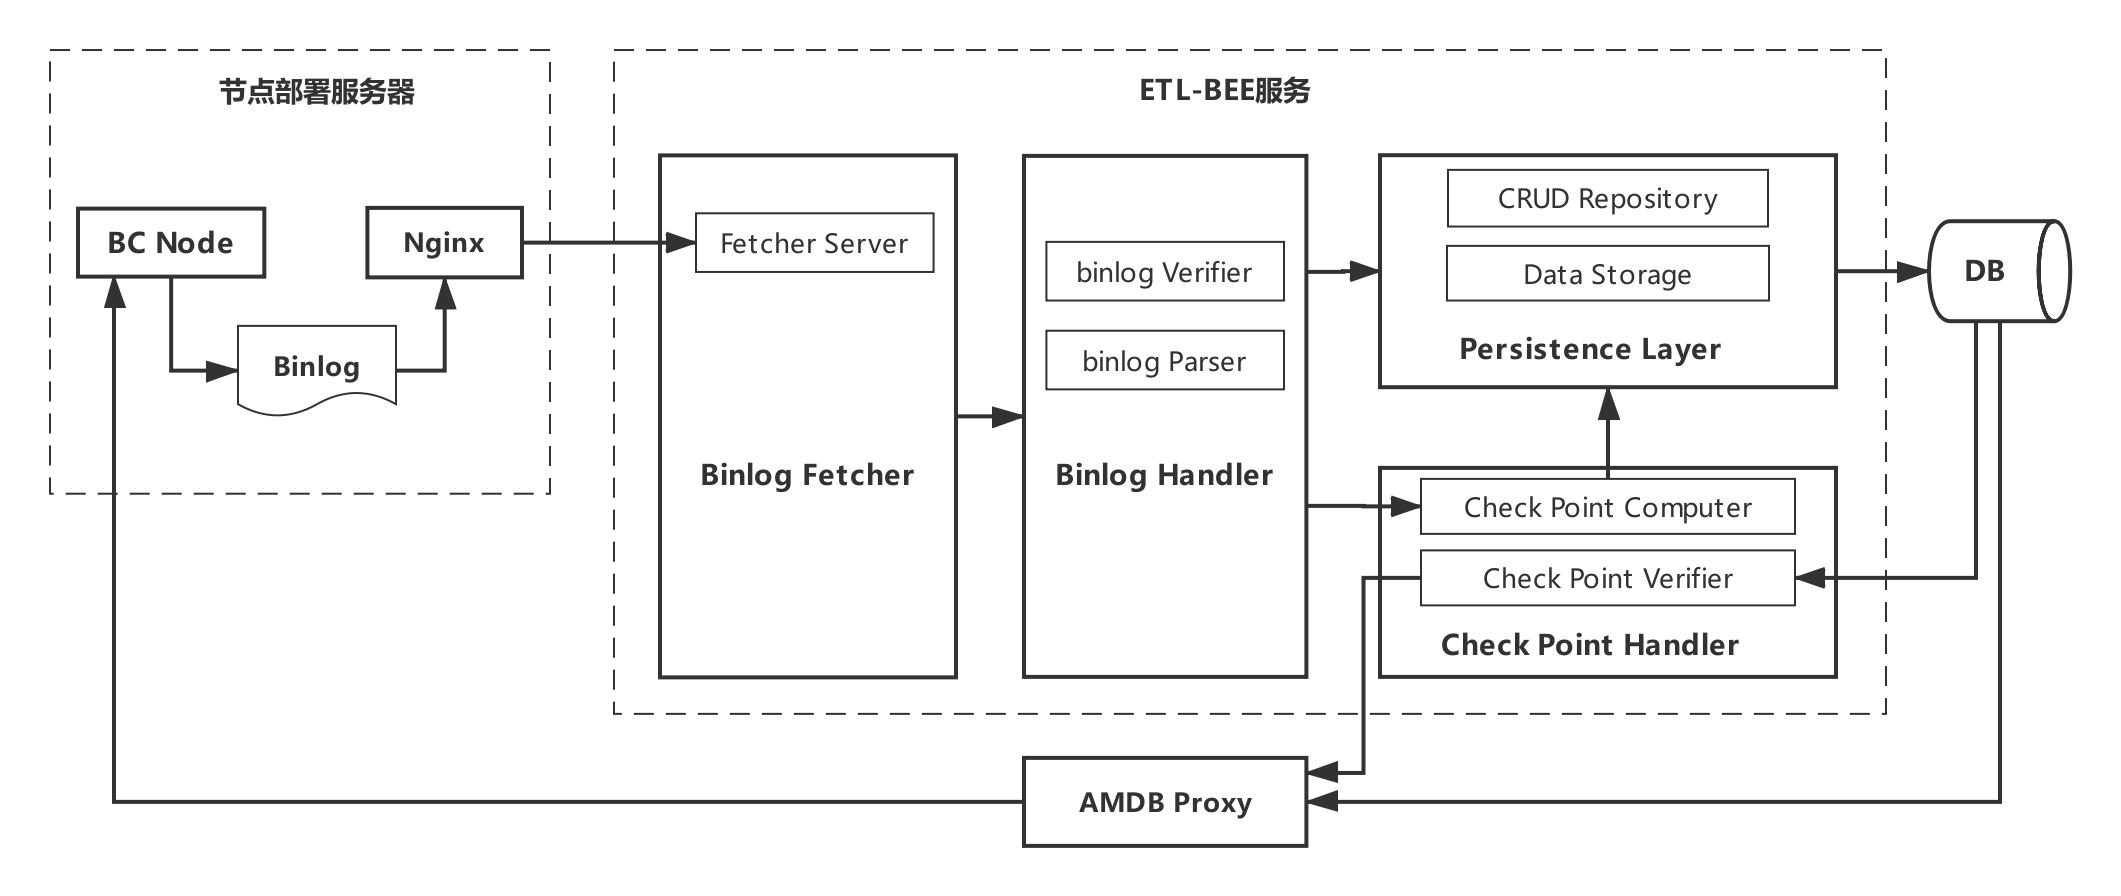 节点部署服务器
ETL-BEE服务
BC Node
Nginx
Binlog
Fetcher Server
Binlog Fetcher
binlog Verifier
binlog Parser
Binlog Handler
CRUD Repository
Data Storage
Persistence Layer
Check Point Computer
Check Point Verifier
Check Point Handler
DB
AMDB Proxy